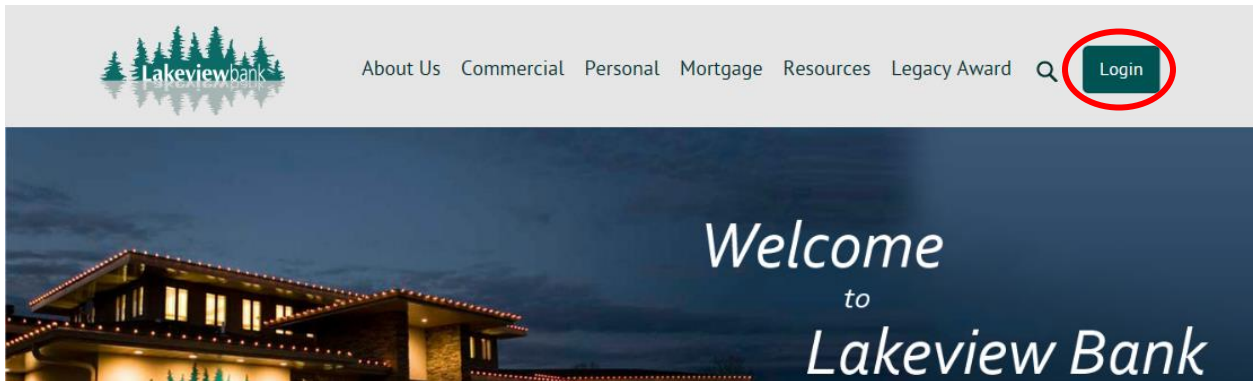 Lakeviewbank
About Us Commercial Personal Mortgage Resources Legacy Award Login
Welcome
to
Lakeview Bank